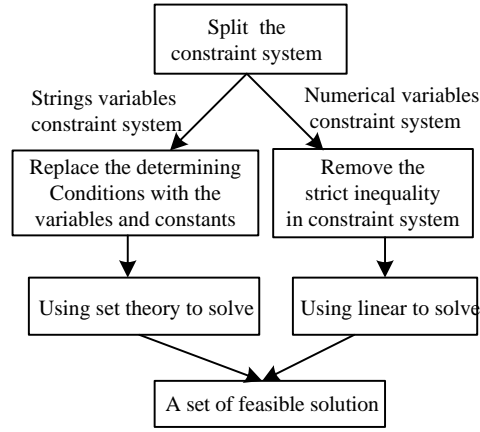 Split the
constraint system
Strings variables
constraint system
Numerical variables
constraint system
Replace the determining
Conditions with the
variables and constants
Remove the
strict inequality
in constraint system
Using set theory to solve
Using linear to solve
A set of feasible solution